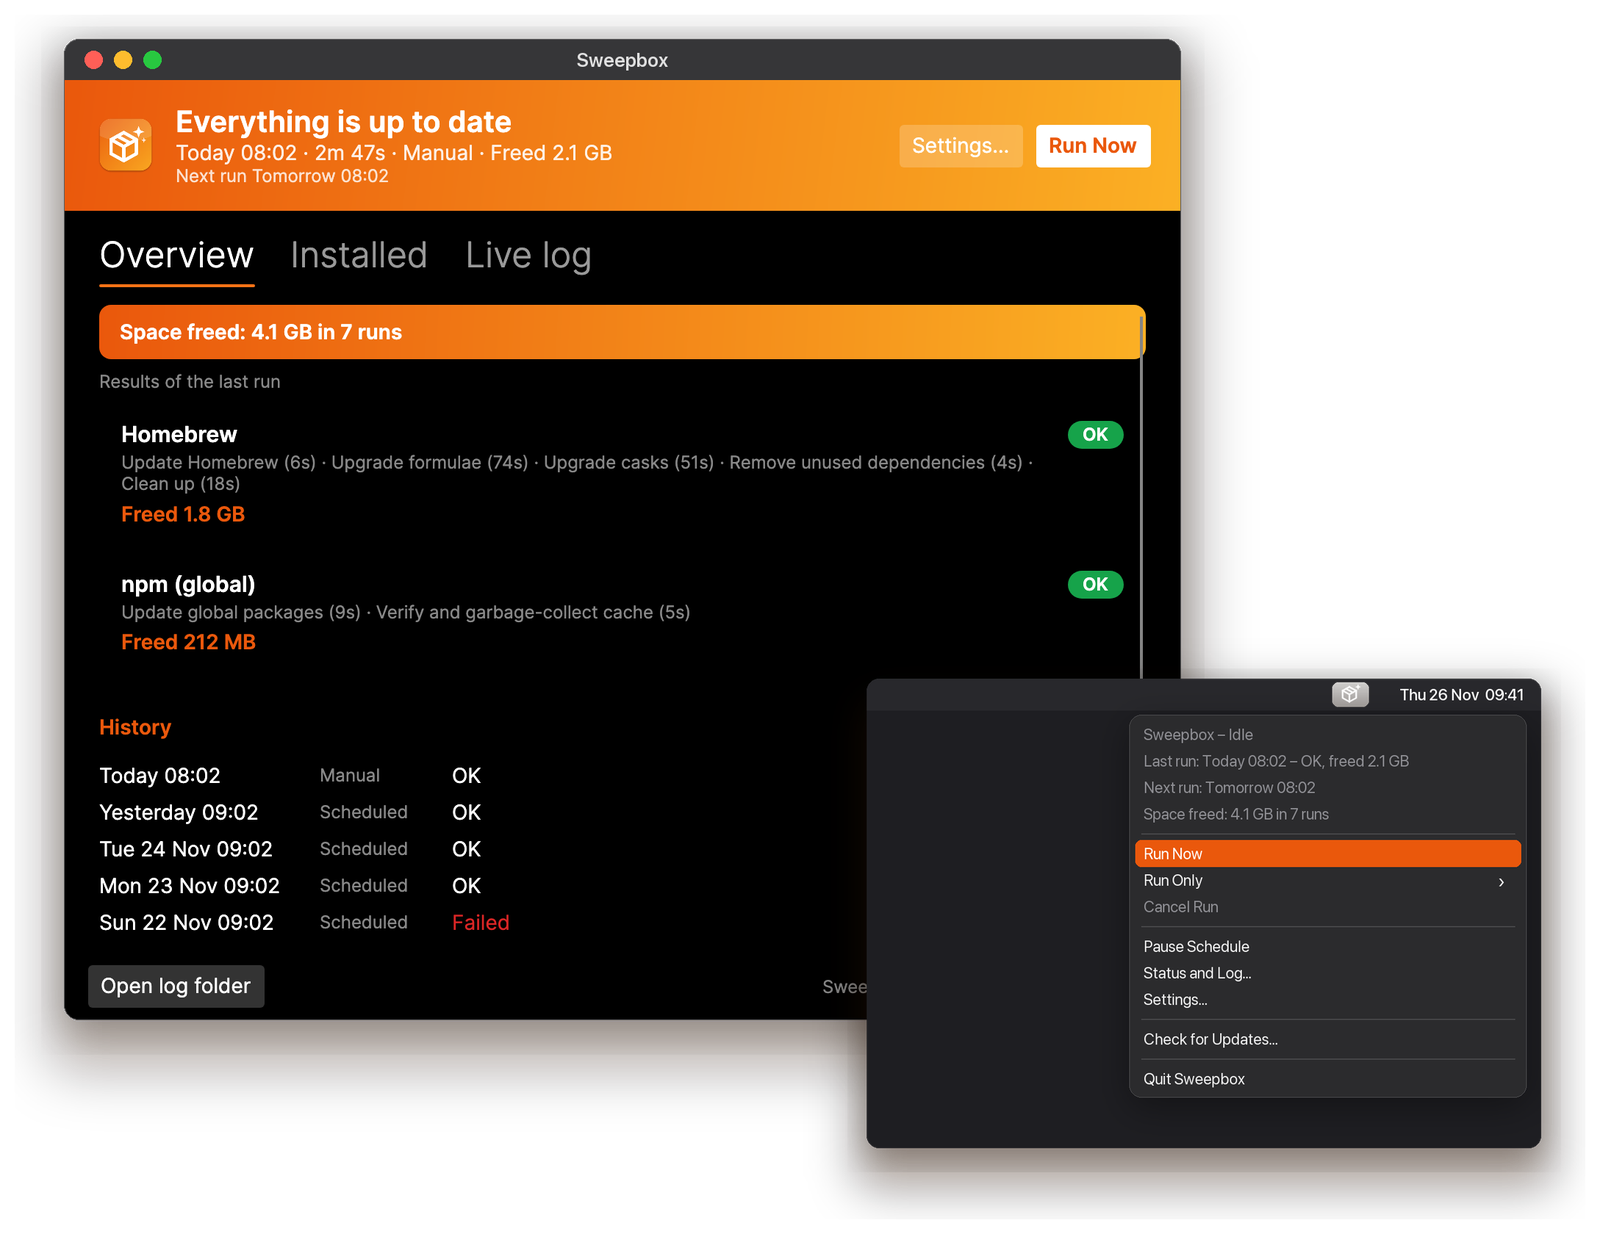 Sweepbox
Everything is up to date
Today 08:02 · 2m 47s · Manual · Freed 2.1 GB
Next run Tomorrow 08:02
Settings...
Run Now
Overview
Installed
Live log
Space freed: 4.1 GB in 7 runs
Results of the last run
Homebrew
OK
Update Homebrew (6s) · Upgrade formulae (74s) · Upgrade casks (51s) · Remove unused dependencies (4s) ·
Clean up (18s)
Freed 1.8 GB
npm (global)
OK
Update global packages (9s) · Verify and garbage-collect cache (5s)
Freed 212 MB
History
Today 08:02 Manual OK
Yesterday 09:02 Scheduled OK
Tue 24 Nov 09:02 Scheduled OK
Mon 23 Nov 09:02 Scheduled OK
Sun 22 Nov 09:02 Scheduled Failed
Open log folder
Swee
Thu 26 Nov 09:41
Sweepbox – Idle
Last run: Today 08:02 – OK, freed 2.1 GB
Next run: Tomorrow 08:02
Space freed: 4.1 GB in 7 runs
Run Now
Run Only
Cancel Run
Pause Schedule
Status and Log...
Settings...
Check for Updates...
Quit Sweepbox